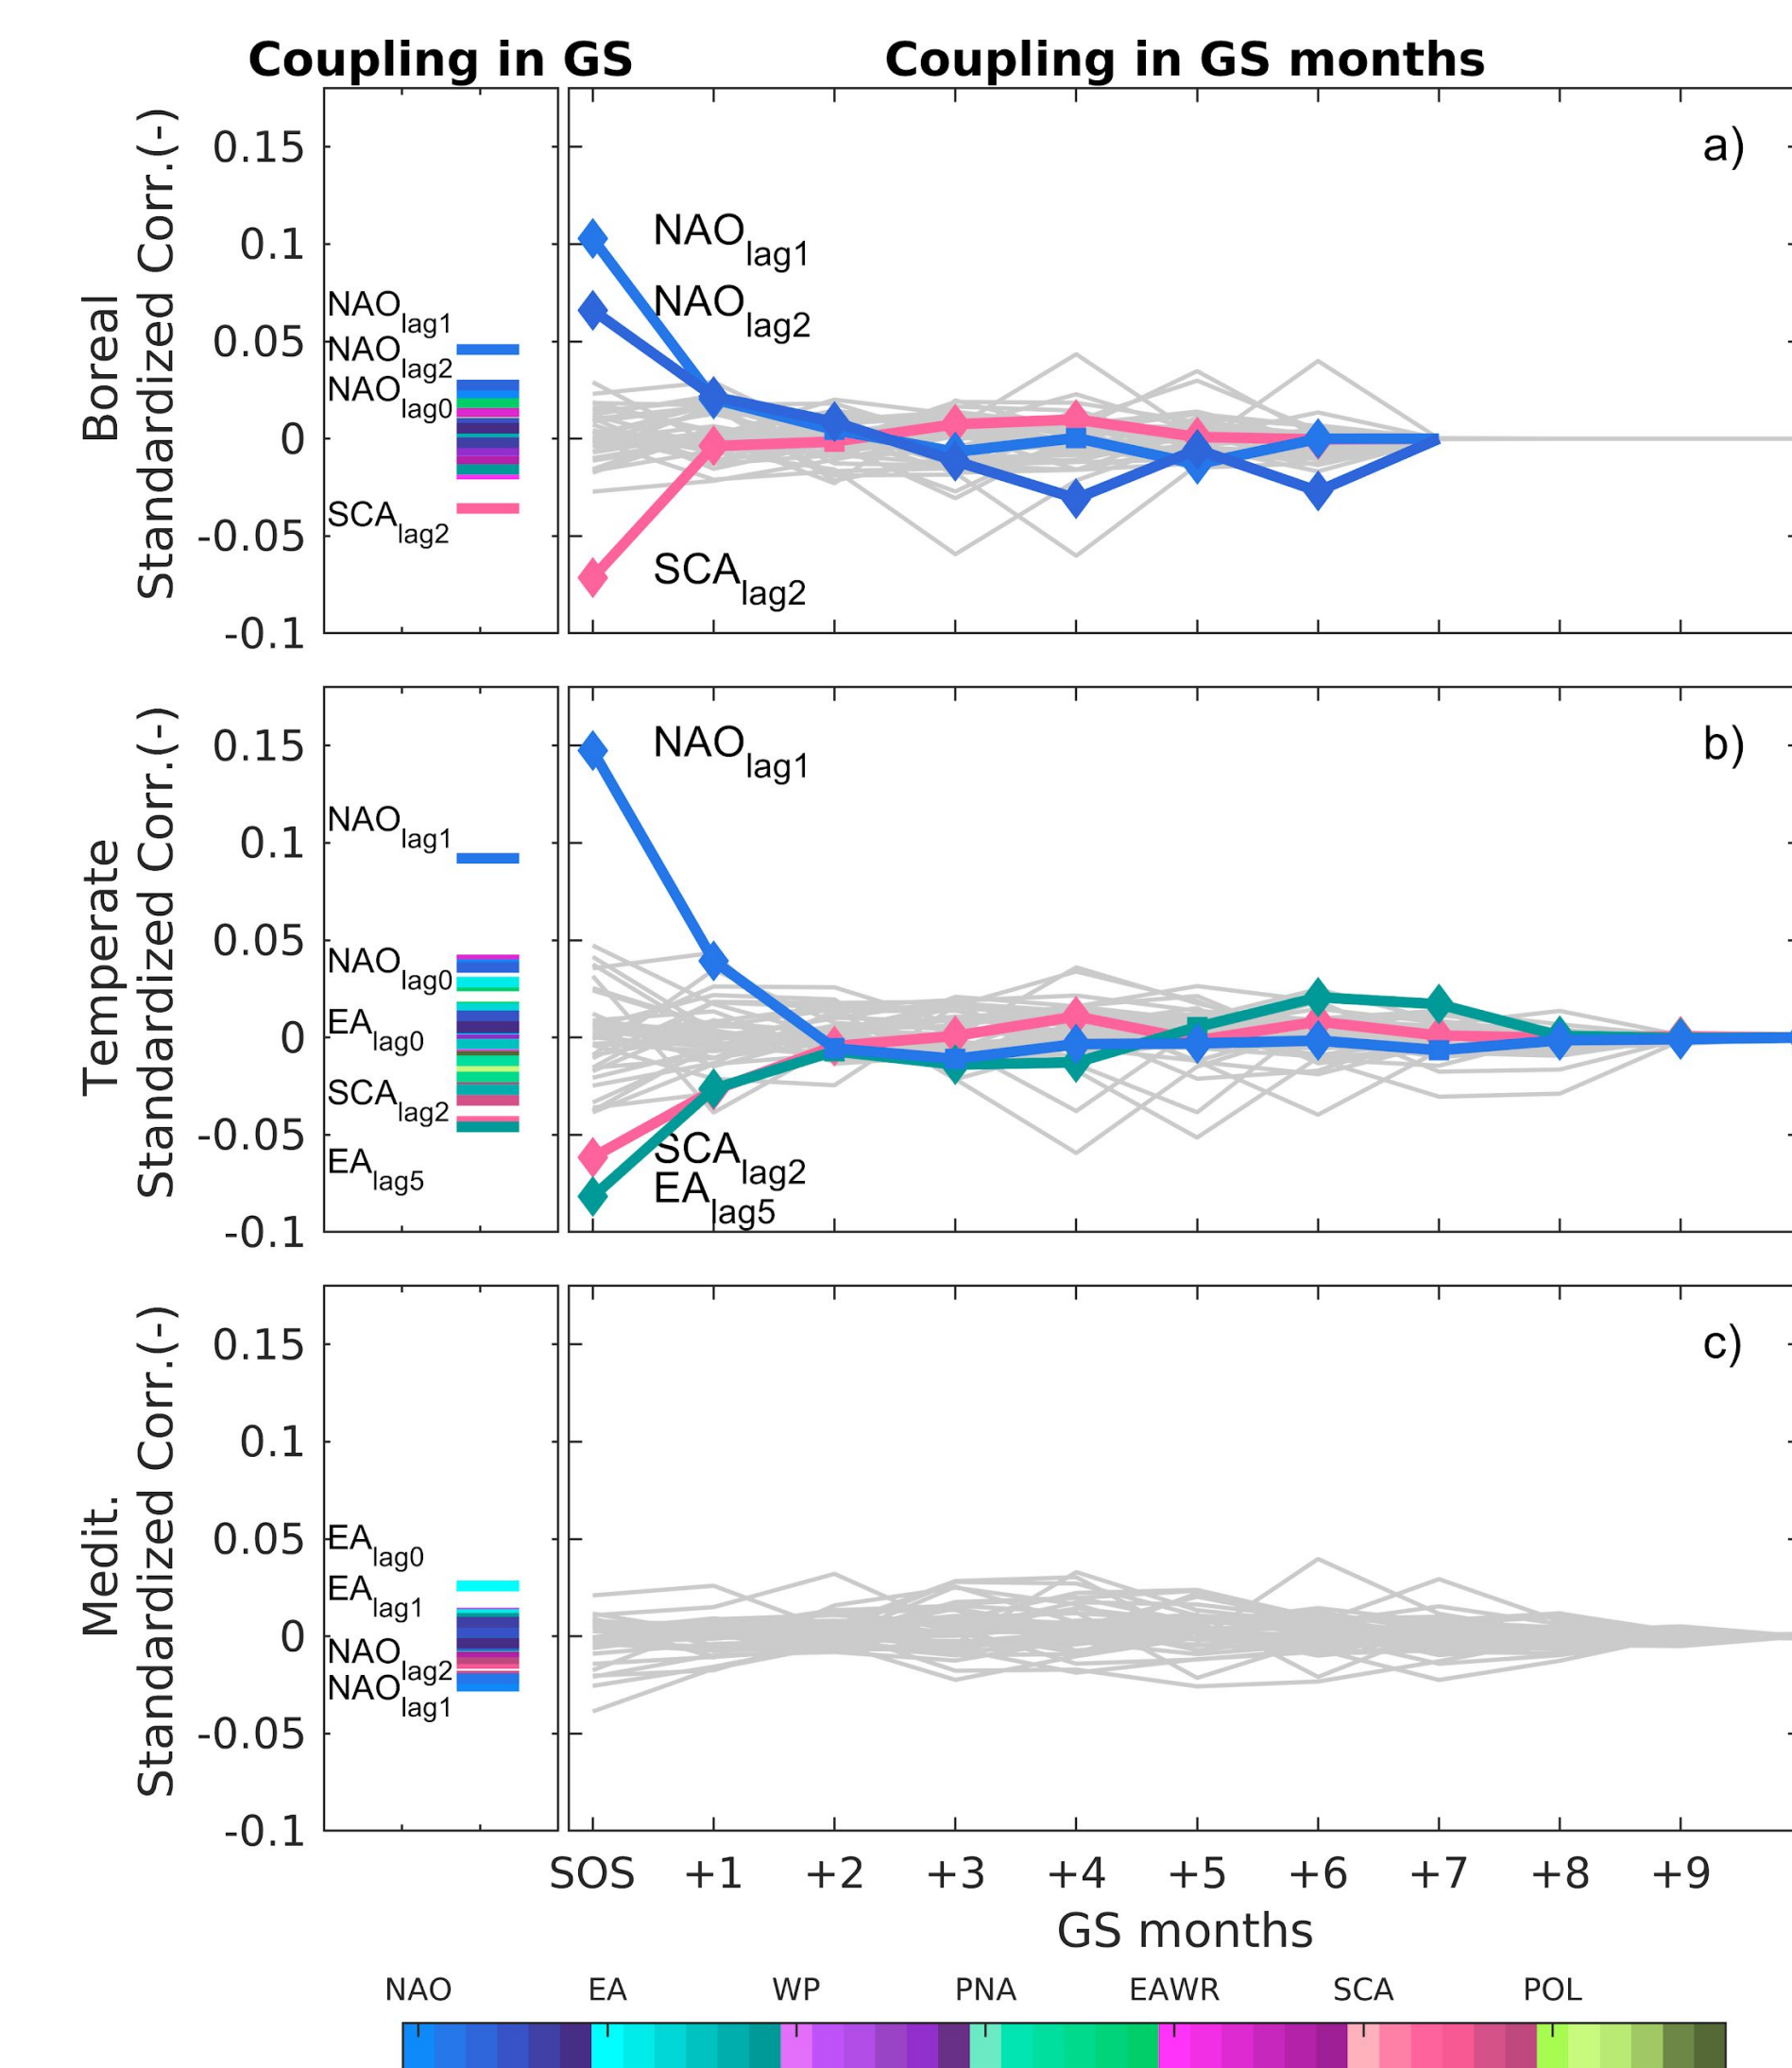 Coupling in GS
Coupling in GS months
a)
Boreal
Standardized Corr.(-)
0.15
0.1
0.05
0
-0.05
-0.1
NAOlag1
NAOlag2
NAOlag0
SCAlag2
NAOlag1
NAOlag2
SCAlag2
b)
Temperate
Standardized Corr.(-)
0.15
0.1
0.05
0
-0.05
-0.1
NAOlag1
NAOlag0
EAlag0
SCAlag2
EAlag5
NAOlag1
SCAlag2
EAlag5
c)
Medit.
Standardized Corr.(-)
0.15
0.1
0.05
0
-0.05
-0.1
EAlag0
EAlag1
NAOlag2
NAOlag1
SOS +1 +2 +3 +4 +5 +6 +7 +8 +9
GS months
NAO EA WP PNA EAWR SCA POL